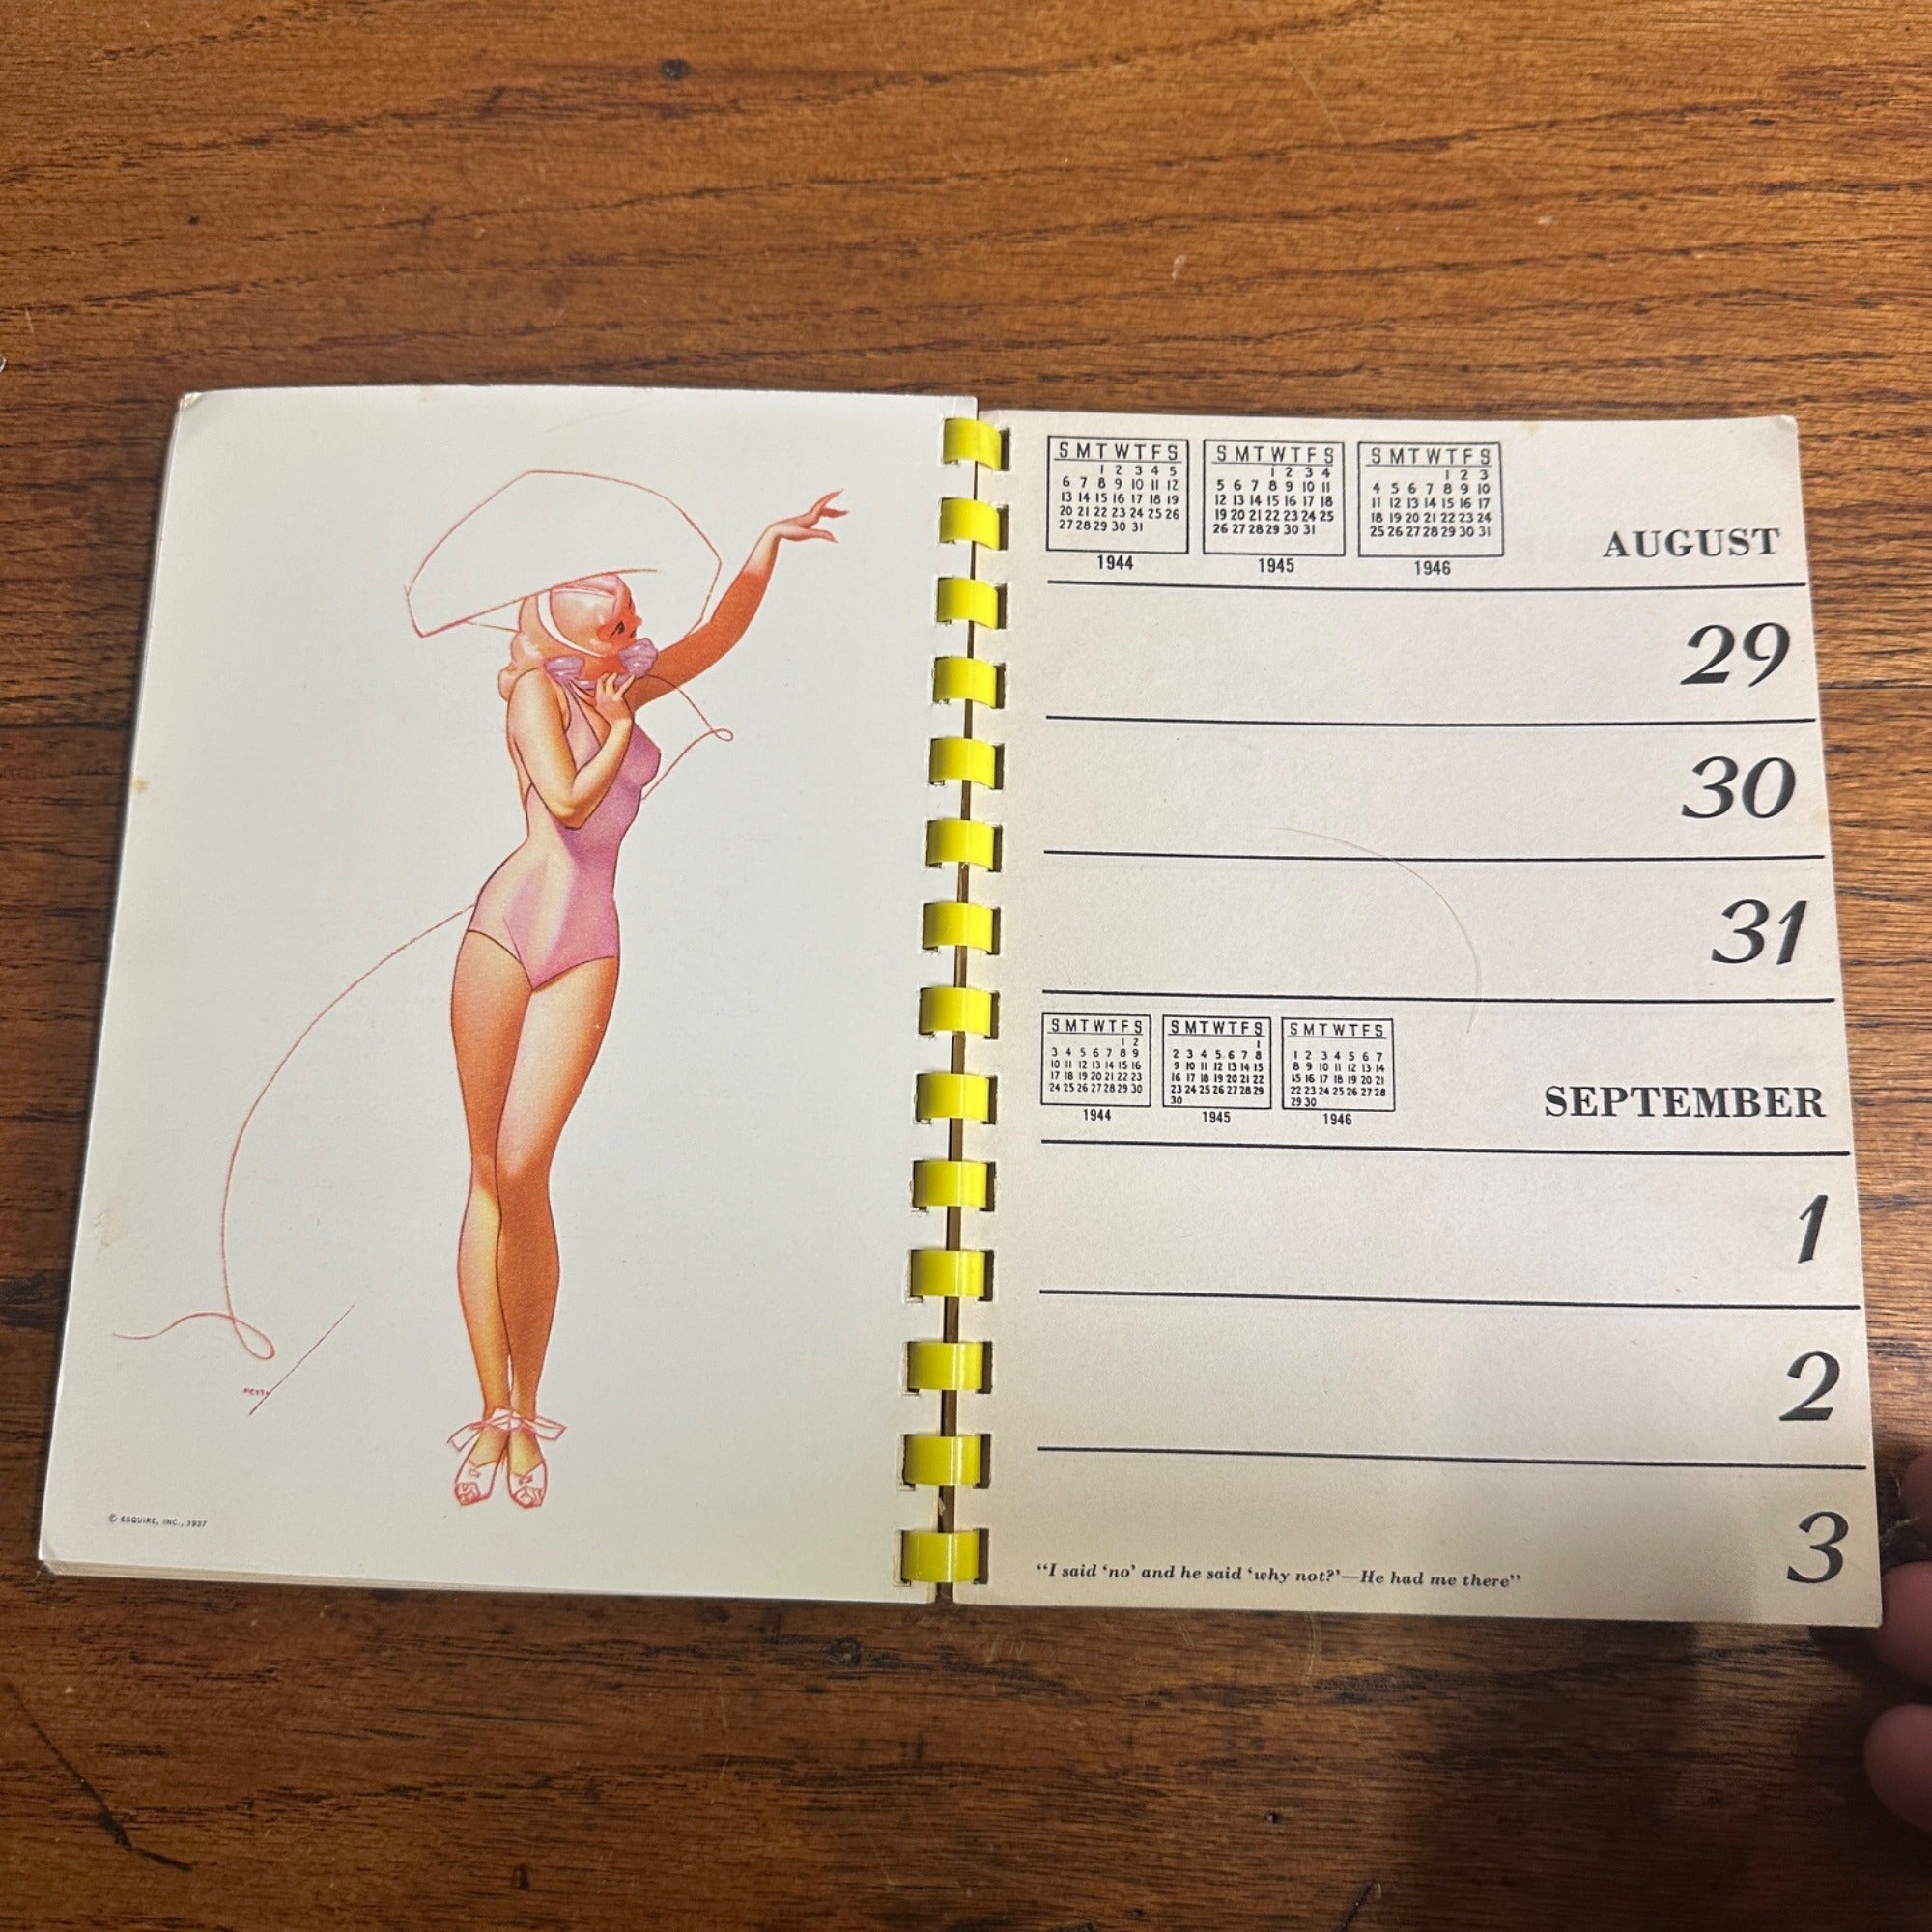 PETTY
© ESQUIRE, INC., 1937
S M T W T F S
1 2 3 4 5
6 7 8 9 10 11 12
13 14 15 16 17 18 19
20 21 22 23 24 25 26
27 28 29 30 31
1944
S M T W T F S
1 2 3 4
5 6 7 8 9 10 11
12 13 14 15 16 17 18
19 20 21 22 23 24 25
26 27 28 29 30 31
1945
S M T W T F S
1 2 3
4 5 6 7 8 9 10
11 12 13 14 15 16 17
18 19 20 21 22 23 24
25 26 27 28 29 30 31
1946
AUGUST
29
30
31
S M T W T F S
1 2
3 4 5 6 7 8 9
10 11 12 13 14 15 16
17 18 19 20 21 22 23
24 25 26 27 28 29 30
1944
S M T W T F S
1
2 3 4 5 6 7 8
9 10 11 12 13 14 15
16 17 18 19 20 21 22
23 24 25 26 27 28 29
30
1945
S M T W T F S
1 2 3 4 5 6 7
8 9 10 11 12 13 14
15 16 17 18 19 20 21
22 23 24 25 26 27 28
29 30
1946
SEPTEMBER
1
2
3
“I said ‘no’ and he said ‘why not?’—He had me there”